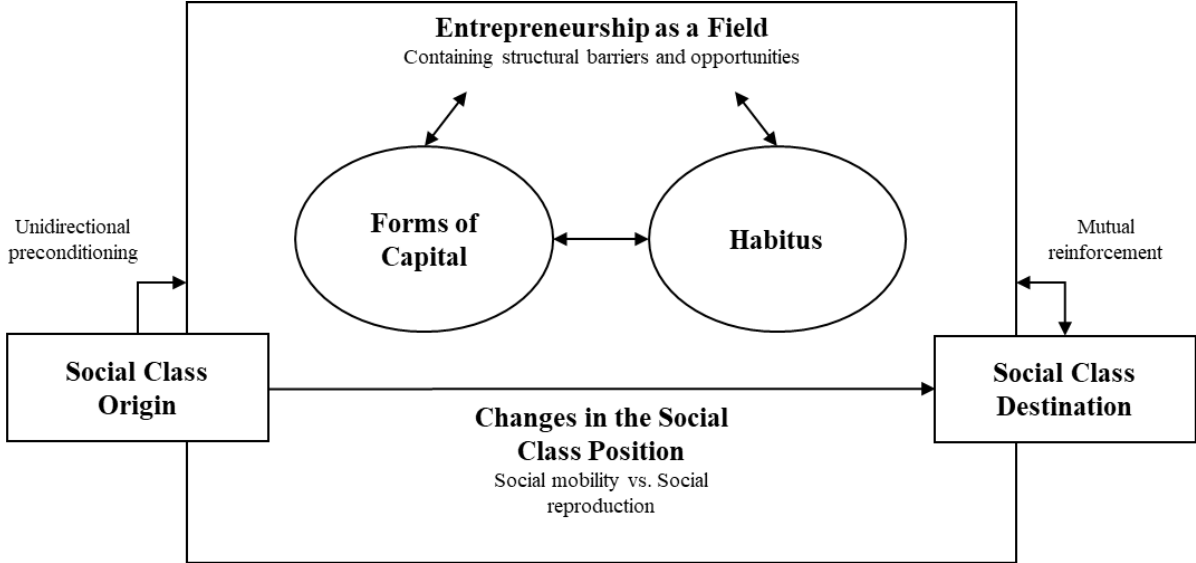 Entrepreneurship as a Field
Containing structural barriers and opportunities
Forms of
Capital
Habitus
Unidirectional
preconditioning
Mutual
reinforcement
Social Class
Origin
Social Class
Destination
Changes in the Social
Class Position
Social mobility vs. Social
reproduction